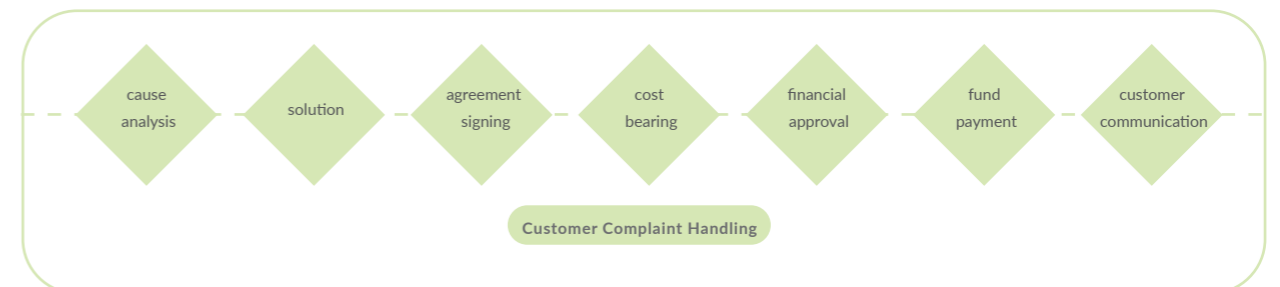 cause
analysis
solution
agreement
signing
cost
bearing
financial
approval
fund
payment
customer
communication
Customer Complaint Handling